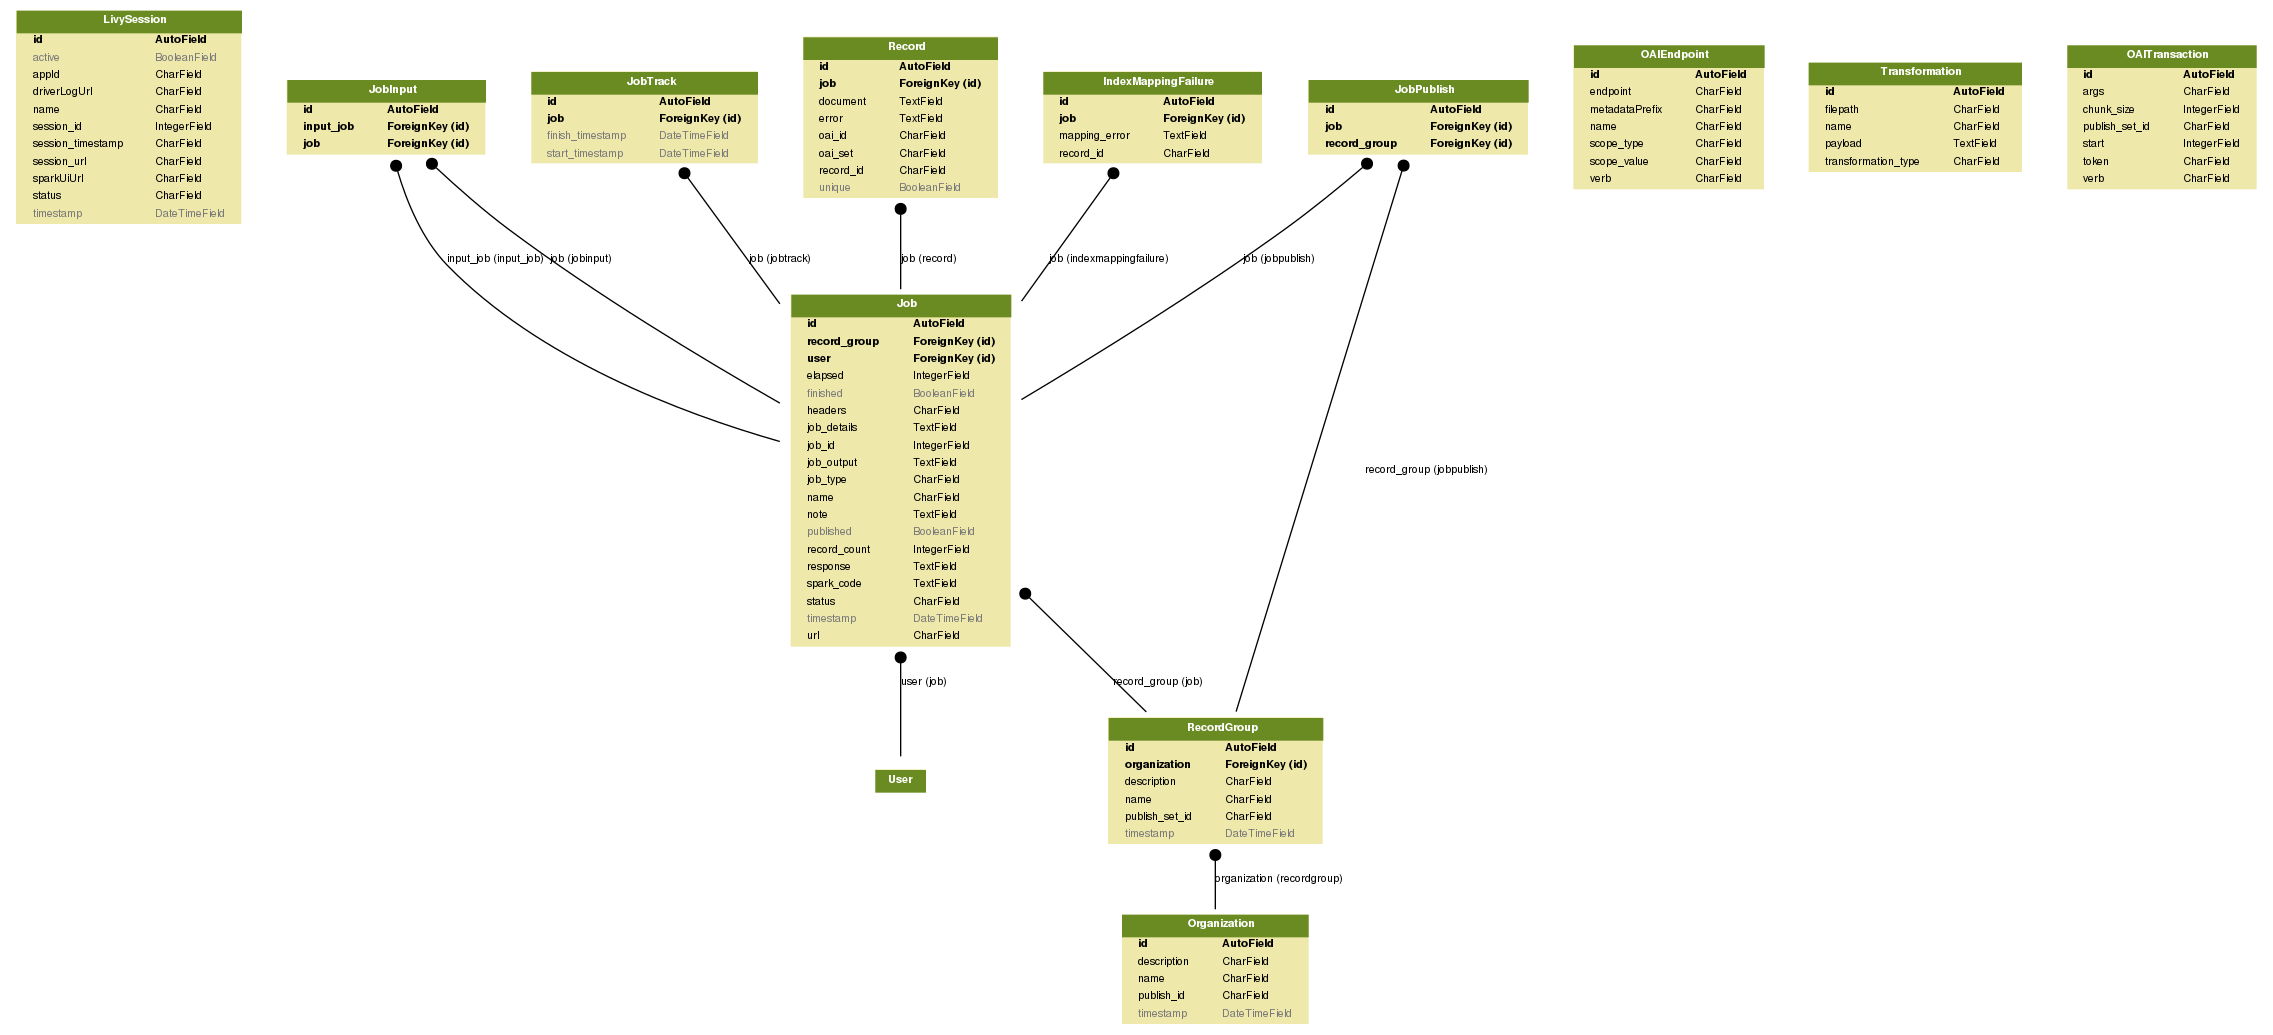 LivySession
id AutoField
active BooleanField
appId CharField
driverLogUrl CharField
name CharField
session_id IntegerField
session_timestamp CharField
session_url CharField
sparkUiUrl CharField
status CharField
timestamp DateTimeField
JobInput
id AutoField
input_job ForeignKey (id)
job ForeignKey (id)
JobTrack
id AutoField
job ForeignKey (id)
finish_timestamp DateTimeField
start_timestamp DateTimeField
Record
id AutoField
job ForeignKey (id)
document TextField
error TextField
oai_id CharField
oai_set CharField
record_id CharField
unique BooleanField
IndexMappingFailure
id AutoField
job ForeignKey (id)
mapping_error TextField
record_id CharField
JobPublish
id AutoField
job ForeignKey (id)
record_group ForeignKey (id)
OAIEndpoint
id AutoField
endpoint CharField
metadataPrefix CharField
name CharField
scope_type CharField
scope_value CharField
verb CharField
Transformation
id AutoField
filepath CharField
name CharField
payload TextField
transformation_type CharField
OAITransaction
id AutoField
args CharField
chunk_size IntegerField
publish_set_id CharField
start IntegerField
token CharField
verb CharField
input_job (input_job)
job (jobinput)
job (jobtrack)
job (record)
job (indexmappingfailure)
job (jobpublish)
Job
id AutoField
record_group ForeignKey (id)
user ForeignKey (id)
elapsed IntegerField
finished BooleanField
headers CharField
job_details TextField
job_id IntegerField
job_output TextField
job_type CharField
name CharField
note TextField
published BooleanField
record_count IntegerField
response TextField
spark_code TextField
status CharField
timestamp DateTimeField
url CharField
record_group (jobpublish)
user (job)
record_group (job)
User
RecordGroup
id AutoField
organization ForeignKey (id)
description CharField
name CharField
publish_set_id CharField
timestamp DateTimeField
organization (recordgroup)
Organization
id AutoField
description CharField
name CharField
publish_id CharField
timestamp DateTimeField